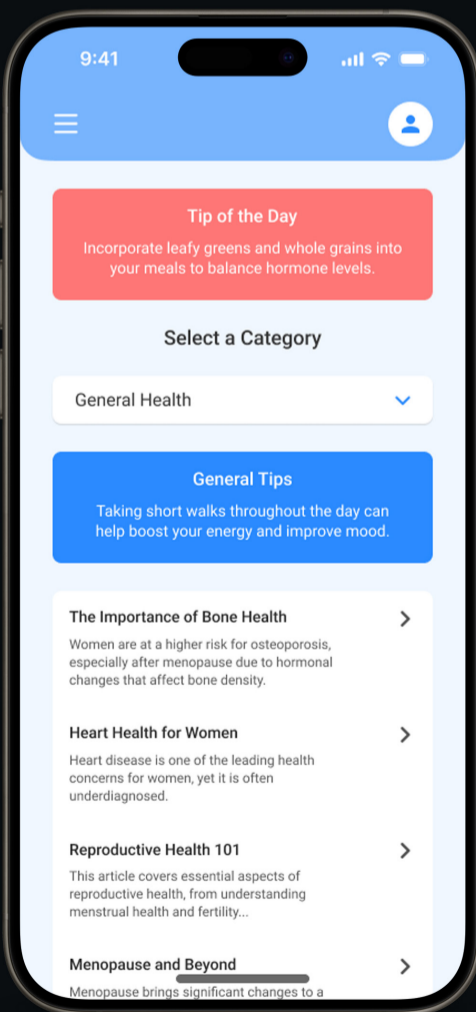 9:41
Tip of the Day
Incorporate leafy greens and whole grains into
your meals to balance hormone levels.
Select a Category
General Health
General Tips
Taking short walks throughout the day can
help boost your energy and improve mood.
The Importance of Bone Health
Women are at a higher risk for osteoporosis,
especially after menopause due to hormonal
changes that affect bone density.
Heart Health for Women
Heart disease is one of the leading health
concerns for women, yet it is often
underdiagnosed.
Reproductive Health 101
This article covers essential aspects of
reproductive health, from understanding
menstrual health and fertility...
Menopause and Beyond
Menopause brings significant changes to a